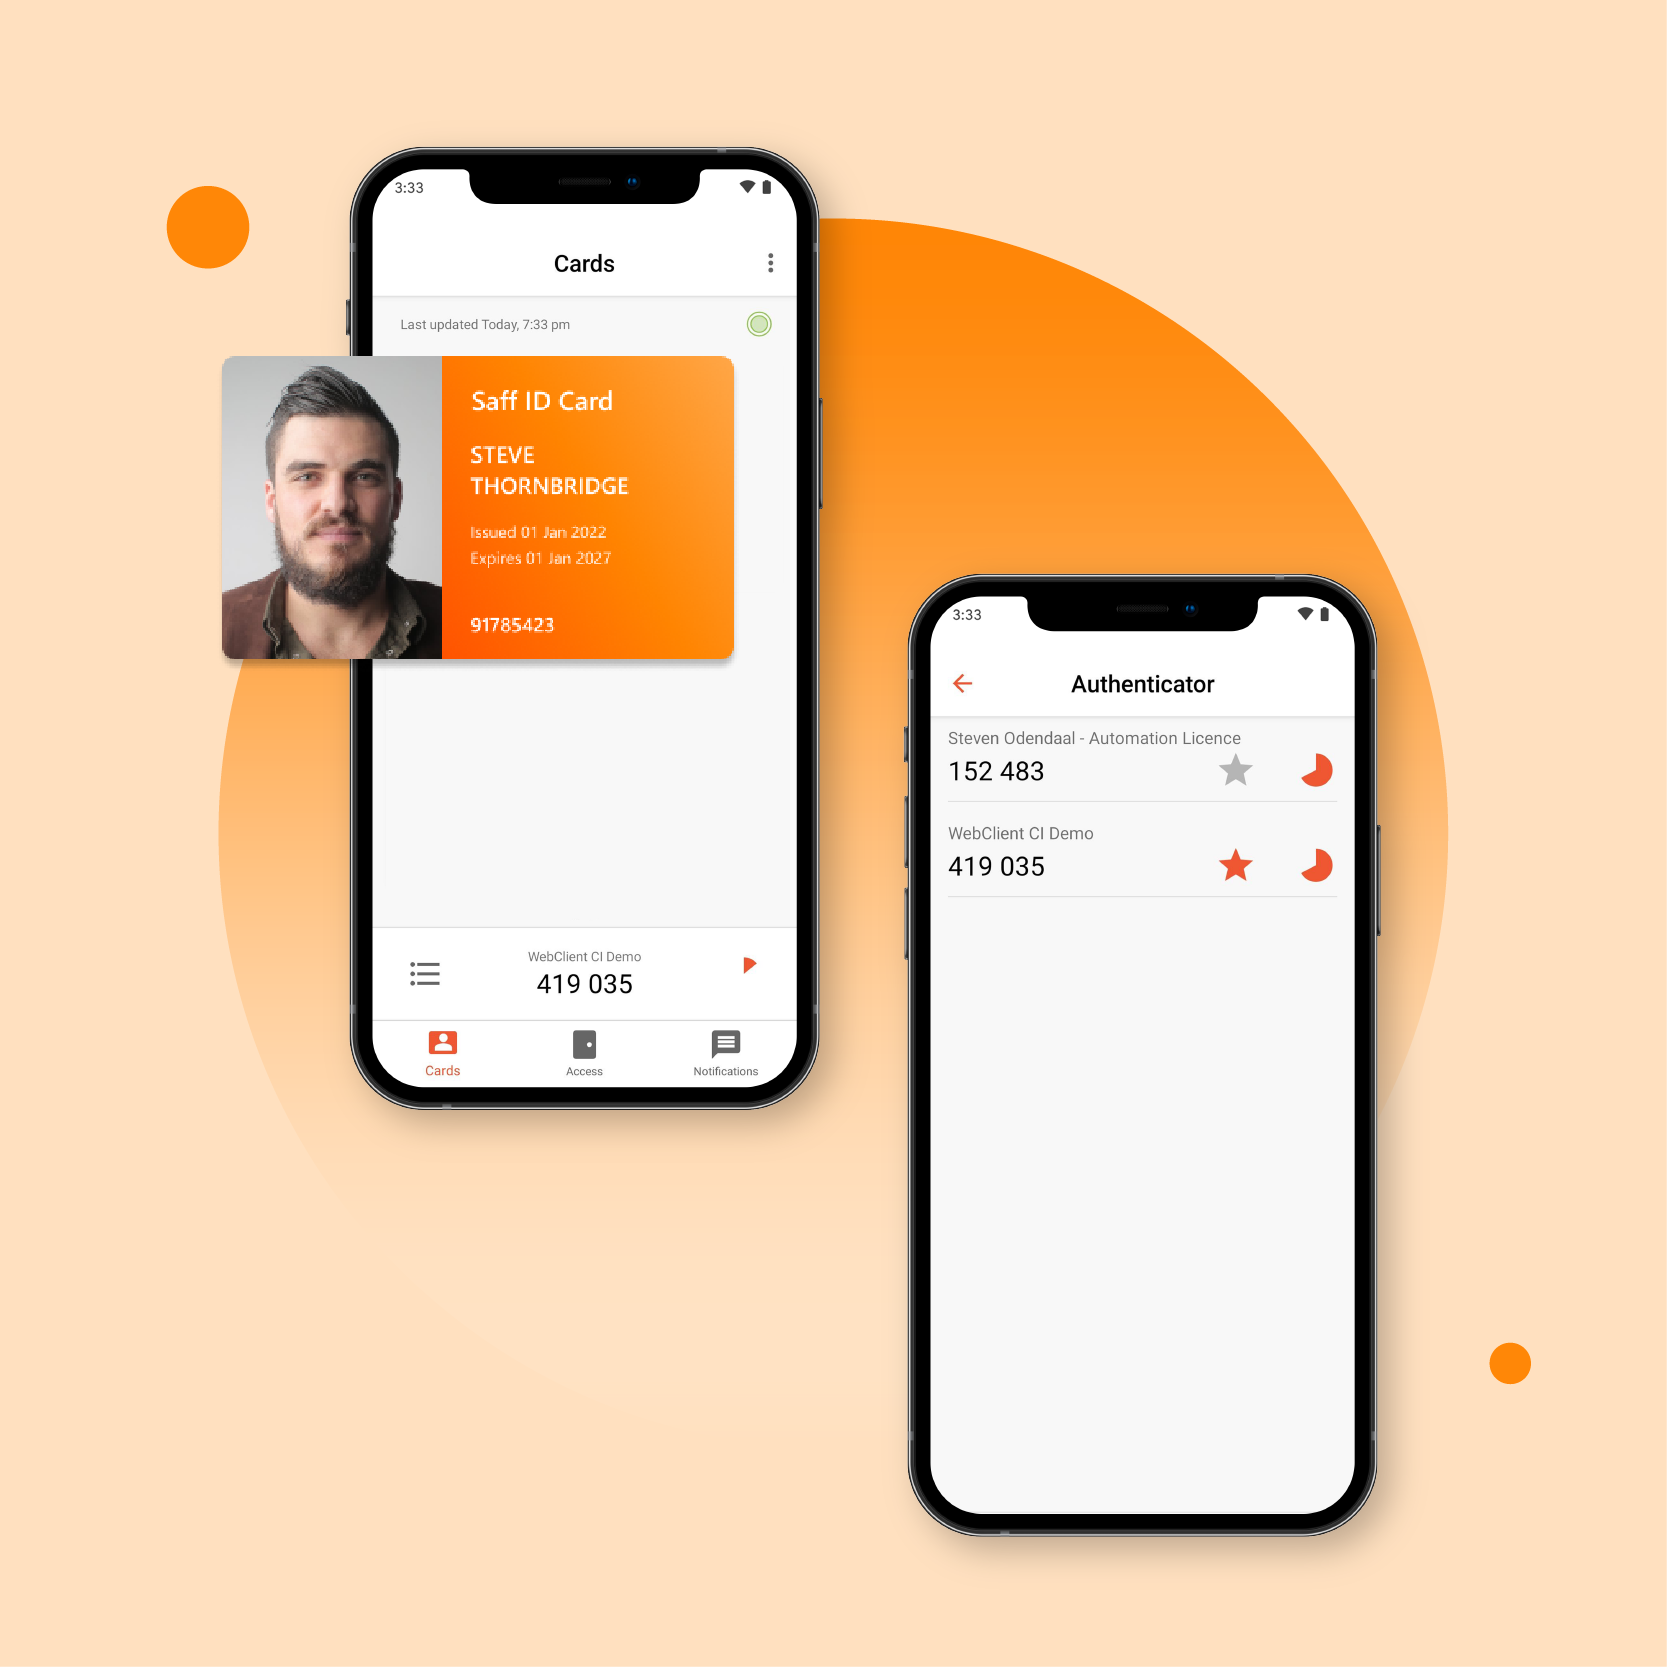 3:33
Cards
Last updated Today, 7:33 pm
Saff ID Card
STEVE
THORNBRIDGE
Issued 01 Jan 2022
Expires 01 Jan 2027
91785423
WebClient CI Demo
419 035
Cards
Access
Notifications
3:33
Authenticator
Steven Odendaal - Automation Licence
152 483
WebClient CI Demo
419 035